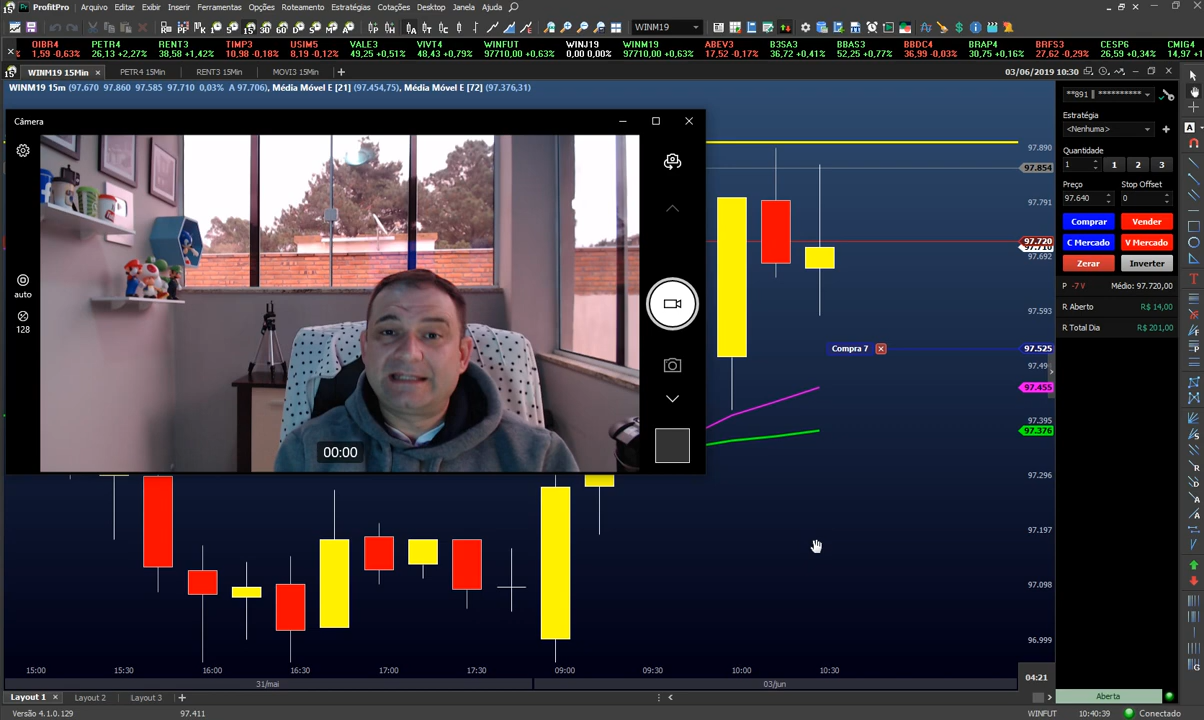 ProfitPro Arquivo Editar Exibir Inserir Ferramentas Opções Roteamento Estratégias Cotações Desktop Janela Ajuda
WINM19
OIBR4 PETR4 RENT3 TIMP3 USIM5 VALE3 VIVT4 WINFUT WINJ19 WINM19 ABEV3 B3SA3 BBAS3 BBDC4 BRAP4 BRFS3 CESP6 CMIG4
1,59 -0,63% 26,13 +2,27% 38,58 +1,42% 10,98 -0,18% 8,19 -0,12% 49,25 +0,51% 48,43 +0,79% 97710,00 +0,63% 0,00 0,00% 97710,00 +0,63% 17,52 -0,17% 36,72 +0,41% 52,25 +0,77% 36,99 -0,03% 30,75 +0,16% 27,62 -0,29% 26,59 +0,34% 14,97 +1
15 WINM19 15Min PETR4 15Min RENT3 15Min MOVI3 15Min 03/06/2019 10:30
WINM19 15m (97.670 97.860 97.585 97.710 0,03% A 97.706), Média Móvel E [21] (97.454,75), Média Móvel E [72] (97.376,31)
**891 | **********
Câmera
Estratégia
<Nenhuma>
Quantidade
1 1 2 3
Preço Stop Offset
97.640 0
Comprar Vender
C Mercado V Mercado
Zerar Inverter
P -7 V Médio: 97.720,00
R Aberto R$ 14,00
R Total Dia R$ 201,00
auto
128
00:00
Compra 7
97.890
97.854
97.791
97.720
97.710
97.692
97.593
97.525
97.49
97.455
97.395
97.376
97.296
97.197
97.098
96.999
15:00 15:30 16:00 16:30 17:00 17:30 09:00 09:30 10:00 10:30
31/mai 03/jun
04:21
Layout 1 Layout 2 Layout 3
Aberta
Versão 4.1.0.129 97.411 WINFUT 10:40:39 Conectado